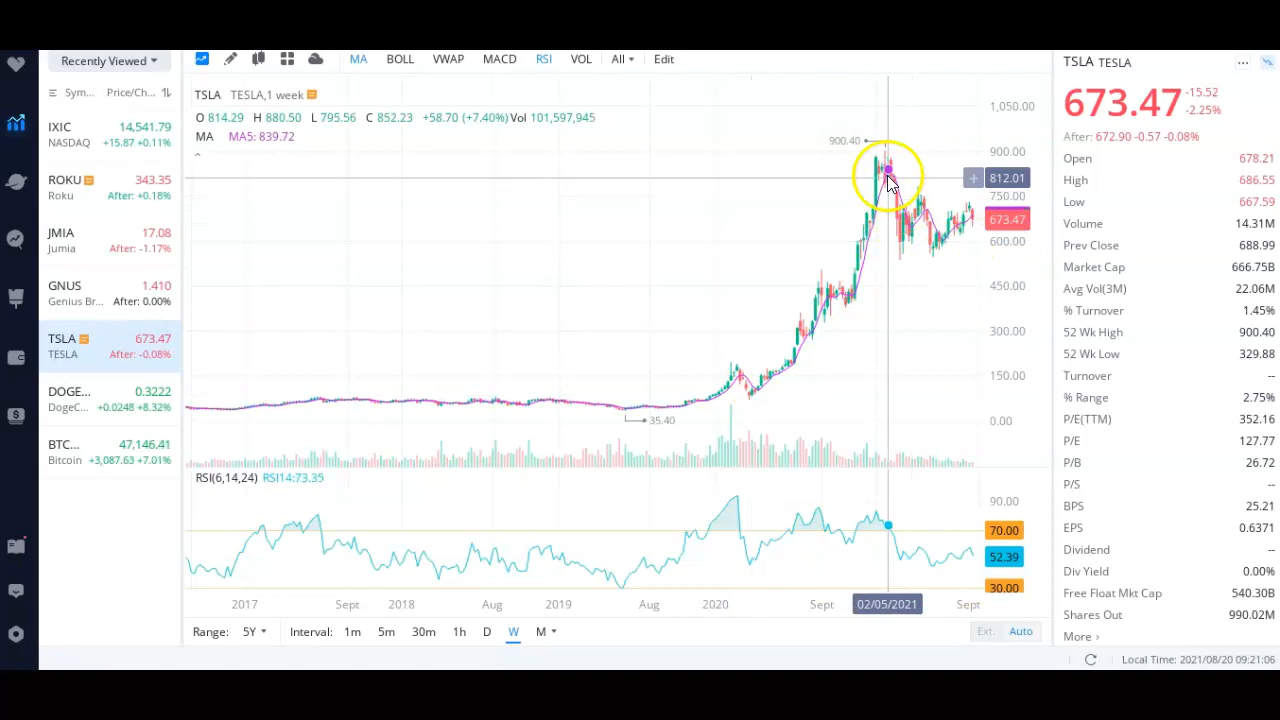 Recently Viewed
MA BOLL VWAP MACD RSI VOL All Edit
Sym... Price/Ch...
IXIC 14,541.79
NASDAQ +15.87 +0.11%
ROKU 343.35
Roku After: +0.18%
JMIA 17.08
Jumia After: -1.17%
GNUS 1.410
Genius Br... After: 0.00%
TSLA 673.47
TESLA After: -0.08%
DOGE... 0.3222
DogeC... +0.0248 +8.32%
BTC... 47,146.41
Bitcoin +3,087.63 +7.01%
TSLA TESLA,1 week
O 814.29 H 880.50 L 795.56 C 852.23 +58.70 (+7.40%) Vol 101,597,945
MA MA5: 839.72
900.40
35.40
1,050.00
900.00
812.01
750.00
673.47
600.00
450.00
300.00
150.00
0.00
RSI(6,14,24) RSI14:73.35
90.00
70.00
52.39
30.00
2017 Sept 2018 Aug 2019 Aug 2020 Sept 02/05/2021 Sept
Range: 5Y Interval: 1m 5m 30m 1h D W M Ext. Auto
TSLA TESLA ...
673.47 -15.52
-2.25%
After: 672.90 -0.57 -0.08%
Open 678.21
High 686.55
Low 667.59
Volume 14.31M
Prev Close 688.99
Market Cap 666.75B
Avg Vol(3M) 22.06M
% Turnover 1.45%
52 Wk High 900.40
52 Wk Low 329.88
Turnover --
% Range 2.75%
P/E(TTM) 352.16
P/E 127.77
P/B 26.72
P/S --
BPS 25.21
EPS 0.6371
Dividend --
Div Yield 0.00%
Free Float Mkt Cap 540.30B
Shares Out 990.02M
More ›
Local Time: 2021/08/20 09:21:06